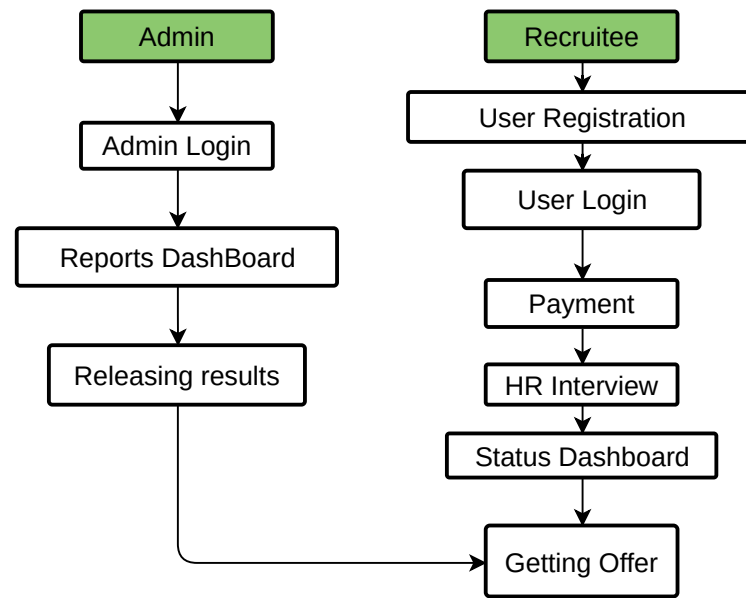 Admin
Admin Login
Reports DashBoard
Releasing results
Recruitee
User Registration
User Login
Payment
HR Interview
Status Dashboard
Getting Offer